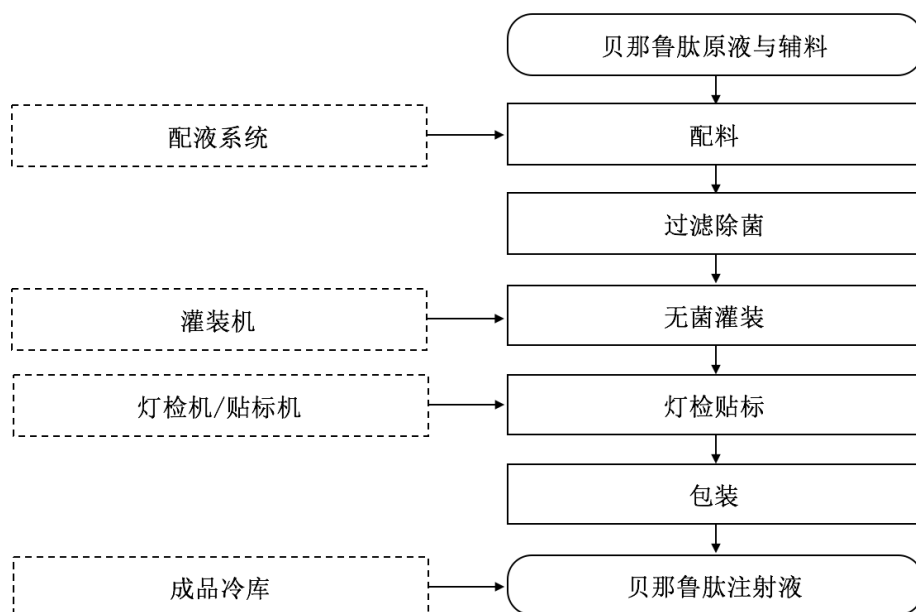 贝那鲁肽原液与辅料
配液系统
配料
过滤除菌
灌装机
无菌灌装
灯检机/贴标机
灯检贴标
包装
成品冷库
贝那鲁肽注射液